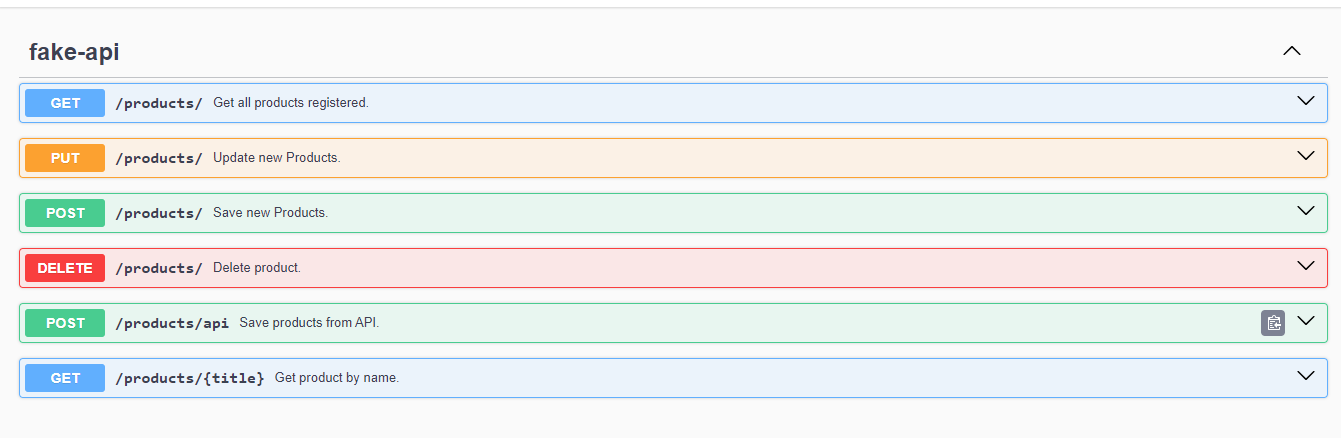 fake-api
GET /products/ Get all products registered.
PUT /products/ Update new Products.
POST /products/ Save new Products.
DELETE /products/ Delete product.
POST /products/api Save products from API.
GET /products/{title} Get product by name.